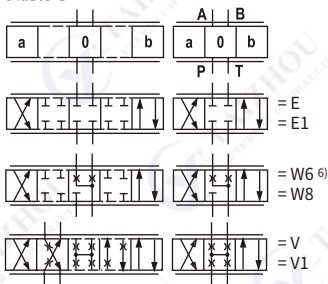 A B
a 0 b a 0 b
P T
= E
= E1
= W6 6)
= W8
= V
= V1